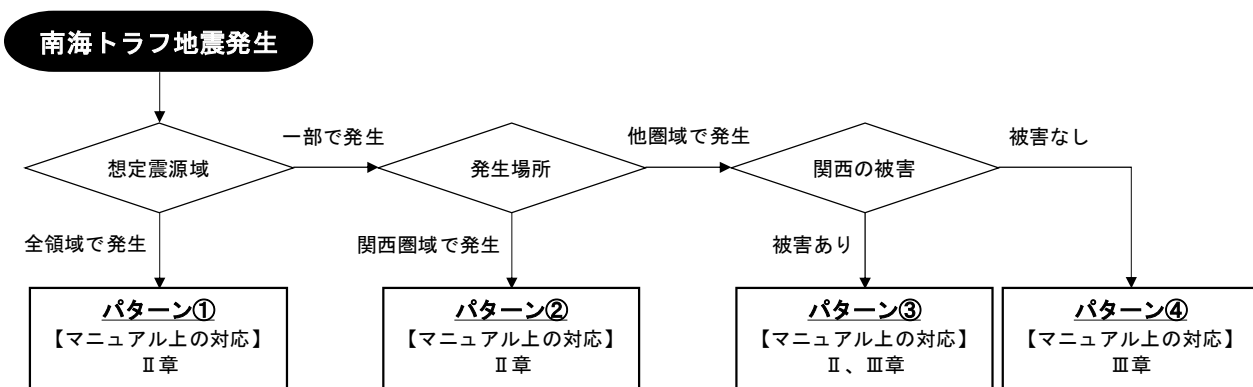 南海トラフ地震発生
一部で発生
他圏域で発生
被害なし
想定震源域
発生場所
関西の被害
全領域で発生
関西圏域で発生
被害あり
パターン①
【マニュアル上の対応】
Ⅱ章
パターン②
【マニュアル上の対応】
Ⅱ章
パターン③
【マニュアル上の対応】
Ⅱ、Ⅲ章
パターン④
【マニュアル上の対応】
Ⅲ章